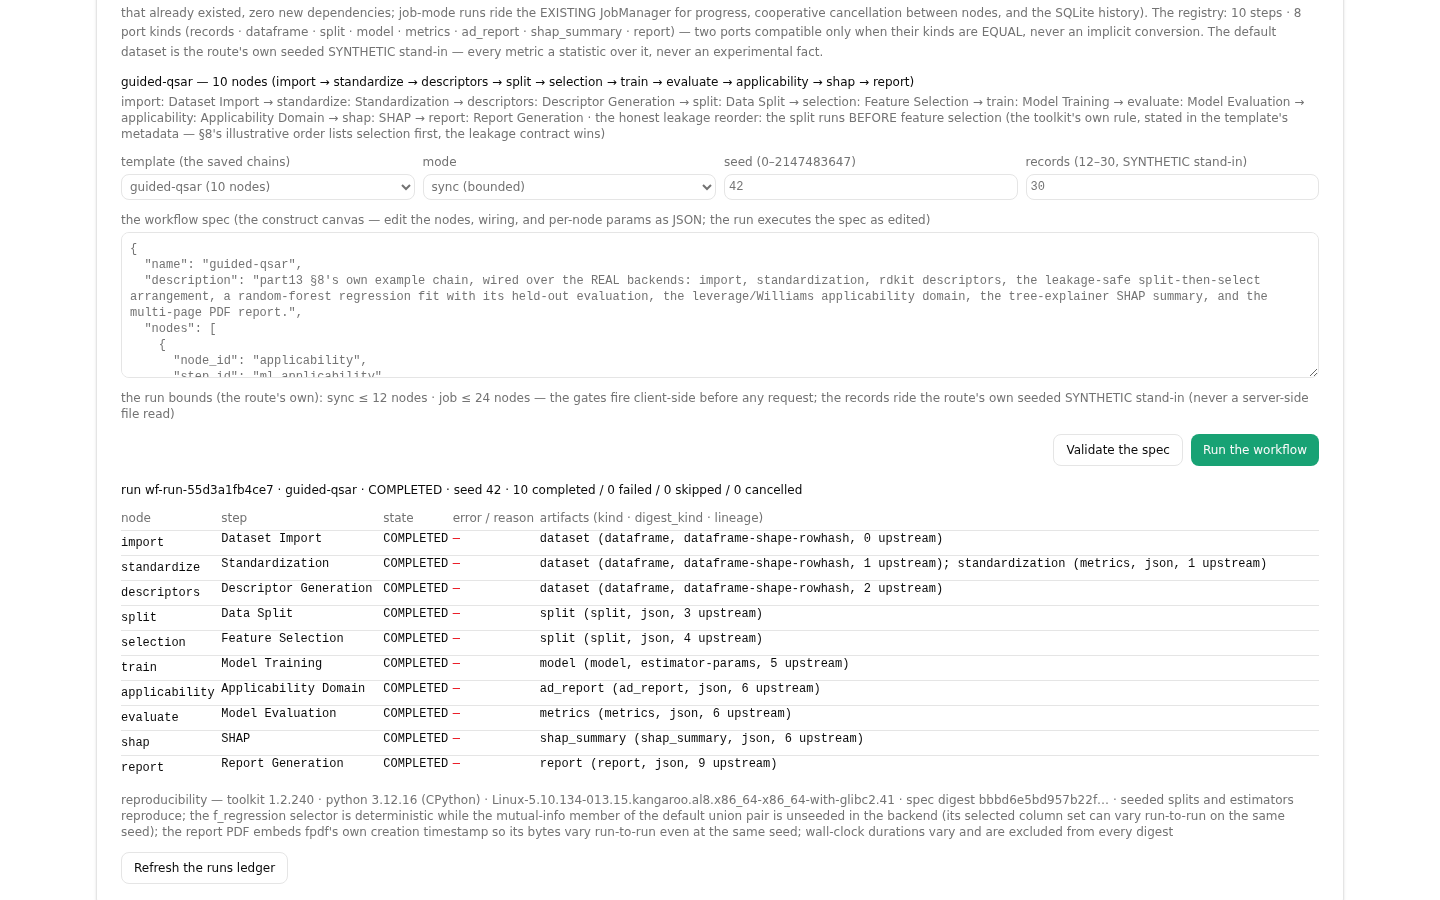 that already existed, zero new dependencies; job-mode runs ride the EXISTING JobManager for progress, cooperative cancellation between nodes, and the SQLite history). The registry: 10 steps · 8
port kinds (records · dataframe · split · model · metrics · ad_report · shap_summary · report) — two ports compatible only when their kinds are EQUAL, never an implicit conversion. The default
dataset is the route's own seeded SYNTHETIC stand-in — every metric a statistic over it, never an experimental fact.
guided-qsar — 10 nodes (import → standardize → descriptors → split → selection → train → evaluate → applicability → shap → report)
import: Dataset Import → standardize: Standardization → descriptors: Descriptor Generation → split: Data Split → selection: Feature Selection → train: Model Training → evaluate: Model Evaluation →
applicability: Applicability Domain → shap: SHAP → report: Report Generation · the honest leakage reorder: the split runs BEFORE feature selection (the toolkit's own rule, stated in the template's
metadata — §8's illustrative order lists selection first, the leakage contract wins)
template (the saved chains) mode seed (0–2147483647) records (12–30, SYNTHETIC stand-in)
guided-qsar (10 nodes) sync (bounded) 42 30
the workflow spec (the construct canvas — edit the nodes, wiring, and per-node params as JSON; the run executes the spec as edited)
{
"name": "guided-qsar",
"description": "part13 §8's own example chain, wired over the REAL backends: import, standardization, rdkit descriptors, the leakage-safe split-then-select
arrangement, a random-forest regression fit with its held-out evaluation, the leverage/Williams applicability domain, the tree-explainer SHAP summary, and the
multi-page PDF report.",
"nodes": [
{
"node_id": "applicability",
"step_id": "ml_applicability"
the run bounds (the route's own): sync ≤ 12 nodes · job ≤ 24 nodes — the gates fire client-side before any request; the records ride the route's own seeded SYNTHETIC stand-in (never a server-side
file read)
Validate the spec Run the workflow
run wf-run-55d3a1fb4ce7 · guided-qsar · COMPLETED · seed 42 · 10 completed / 0 failed / 0 skipped / 0 cancelled
node step state error / reason artifacts (kind · digest_kind · lineage)
import Dataset Import COMPLETED — dataset (dataframe, dataframe-shape-rowhash, 0 upstream)
standardize Standardization COMPLETED — dataset (dataframe, dataframe-shape-rowhash, 1 upstream); standardization (metrics, json, 1 upstream)
descriptors Descriptor Generation COMPLETED — dataset (dataframe, dataframe-shape-rowhash, 2 upstream)
split Data Split COMPLETED — split (split, json, 3 upstream)
selection Feature Selection COMPLETED — split (split, json, 4 upstream)
train Model Training COMPLETED — model (model, estimator-params, 5 upstream)
applicability Applicability Domain COMPLETED — ad_report (ad_report, json, 6 upstream)
evaluate Model Evaluation COMPLETED — metrics (metrics, json, 6 upstream)
shap SHAP COMPLETED — shap_summary (shap_summary, json, 6 upstream)
report Report Generation COMPLETED — report (report, json, 9 upstream)
reproducibility — toolkit 1.2.240 · python 3.12.16 (CPython) · Linux-5.10.134-013.15.kangaroo.al8.x86_64-x86_64-with-glibc2.41 · spec digest bbbd6e5bd957b22f… · seeded splits and estimators
reproduce; the f_regression selector is deterministic while the mutual-info member of the default union pair is unseeded in the backend (its selected column set can vary run-to-run on the same
seed); the report PDF embeds fpdf's own creation timestamp so its bytes vary run-to-run even at the same seed; wall-clock durations vary and are excluded from every digest
Refresh the runs ledger